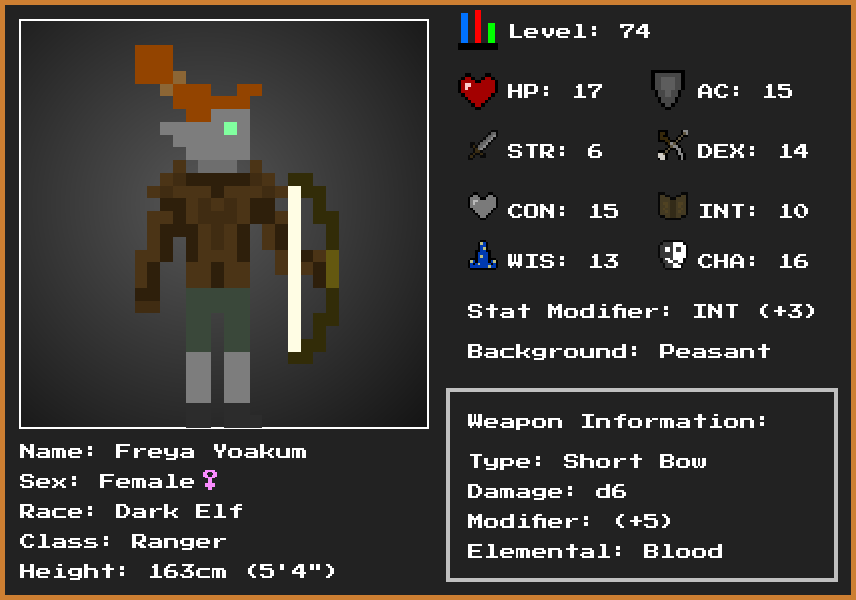 Level: 74
HP: 17
AC: 15
STR: 6
DEX: 14
CON: 15
INT: 10
WIS: 13
CHA: 16
Stat Modifier: INT (+3)
Background: Peasant
Weapon Information:
Type: Short Bow
Damage: d6
Modifier: (+5)
Elemental: Blood
Name: Freya Yoakum
Sex: Female♀
Race: Dark Elf
Class: Ranger
Height: 163cm (5'4")